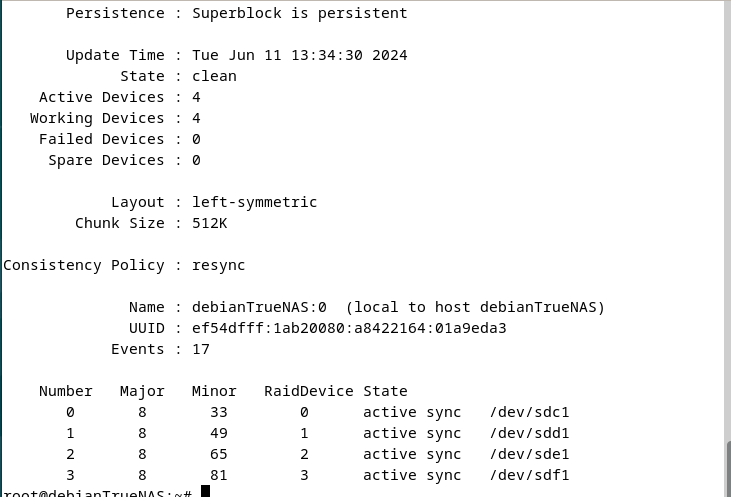 Persistence : Superblock is persistent
Update Time : Tue Jun 11 13:34:30 2024
State : clean
Active Devices : 4
Working Devices : 4
Failed Devices : 0
Spare Devices : 0
Layout : left-symmetric
Chunk Size : 512K
Consistency Policy : resync
Name : debianTrueNAS:0  (local to host debianTrueNAS)
UUID : ef54dfff:1ab20080:a8422164:01a9eda3
Events : 17
Number   Major   Minor   RaidDevice State
0       8       33        0      active sync   /dev/sdc1
1       8       49        1      active sync   /dev/sdd1
2       8       65        2      active sync   /dev/sde1
3       8       81        3      active sync   /dev/sdf1
root@debianTrueNAS:~#